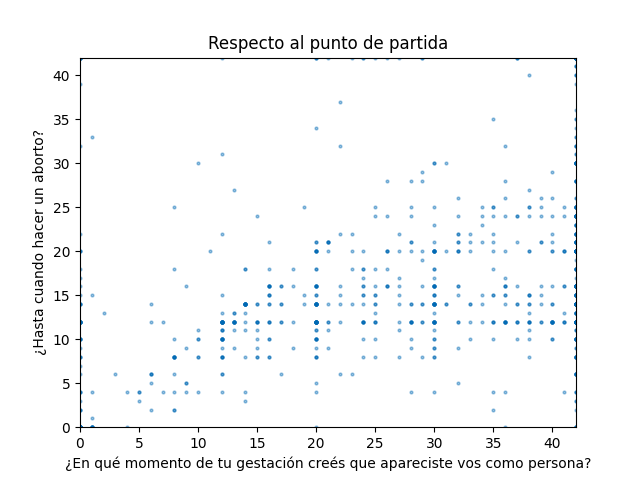 Respecto al punto de partida
¿Hasta cuando hacer un aborto?
40
35
30
25
20
15
10
5
0
0 5 10 15 20 25 30 35 40
¿En qué momento de tu gestación creés que apareciste vos como persona?